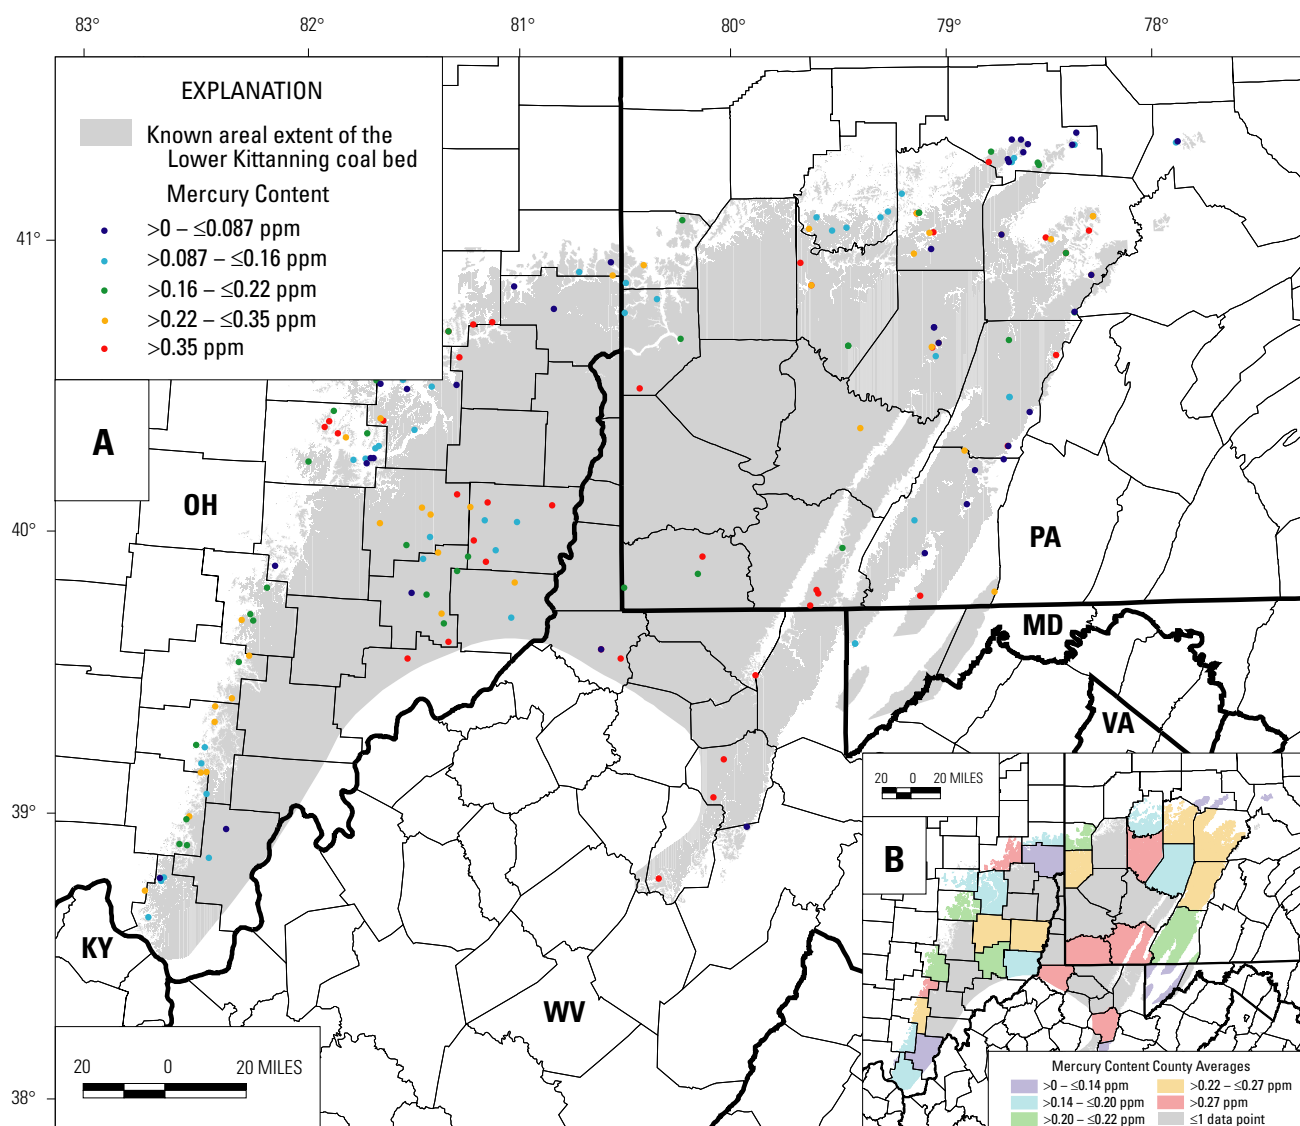 83°
82°
81°
80°
79°
78°
EXPLANATION
Known areal extent of the
Lower Kittanning coal bed
Mercury Content
>0 – ≤0.087 ppm
>0.087 – ≤0.16 ppm
>0.16 – ≤0.22 ppm
>0.22 – ≤0.35 ppm
>0.35 ppm
41°
A
OH
40°
PA
MD
VA
39°
KY
WV
38°
20 0 20 MILES
20 0 20 MILES
B
Mercury Content County Averages
>0 – ≤0.14 ppm
>0.14 – ≤0.20 ppm
>0.20 – ≤0.22 ppm
>0.22 – ≤0.27 ppm
>0.27 ppm
≤1 data point